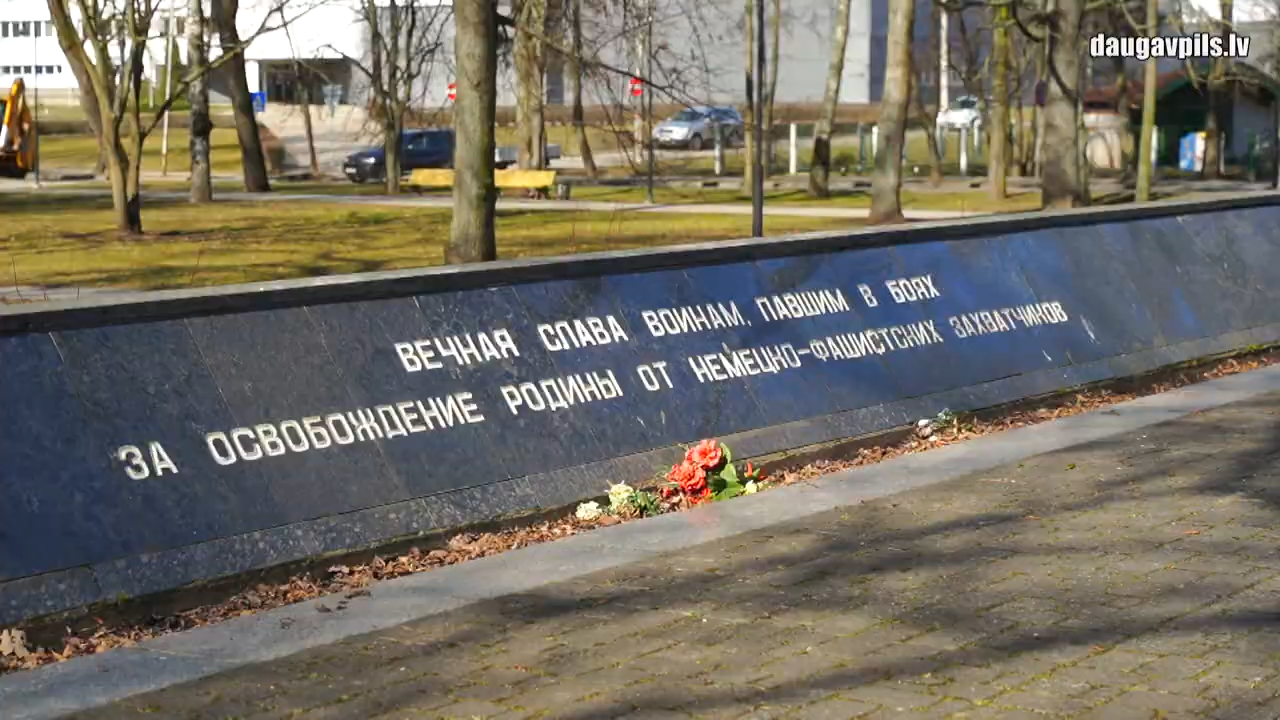 daugavpils.lv
ВЕЧНАЯ СЛАВА ВОИНАМ, ПАВШИМ В БОЯХ
ЗА ОСВОБОЖДЕНИЕ РОДИНЫ ОТ НЕМЕЦКО-ФАШИСТСКИХ ЗАХВАТЧИКОВ